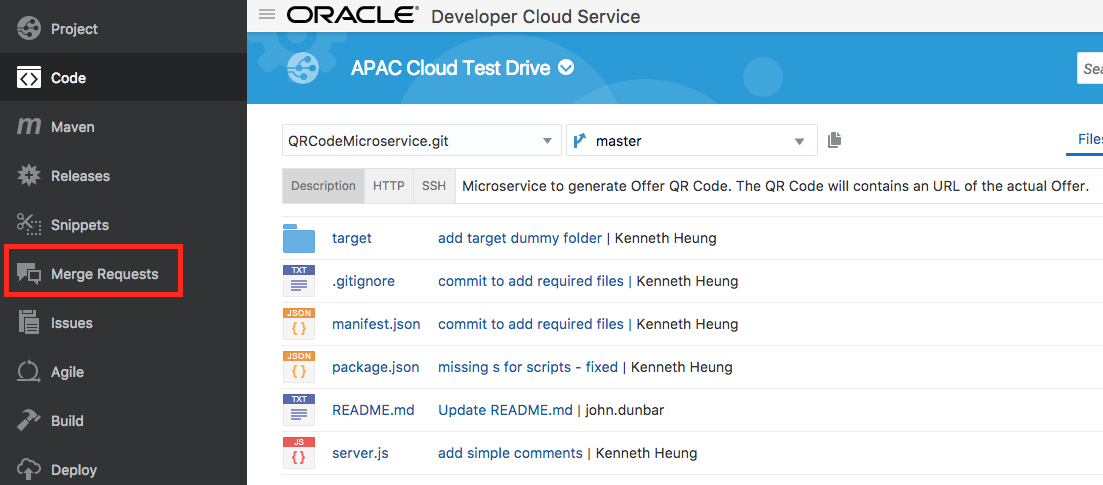 ORACLE® Developer Cloud Service
Project
Code
Maven
Releases
Snippets
Merge Requests
Issues
Agile
Build
Deploy
APAC Cloud Test Drive
Sea
QRCodeMicroservice.git
master
Files
Description HTTP SSH Microservice to generate Offer QR Code. The QR Code will contains an URL of the actual Offer.
target add target dummy folder | Kenneth Heung
TXT .gitignore commit to add required files | Kenneth Heung
JSON { } manifest.json commit to add required files | Kenneth Heung
JSON { } package.json missing s for scripts - fixed | Kenneth Heung
TXT README.md Update README.md | john.dunbar
JS { } server.js add simple comments | Kenneth Heung